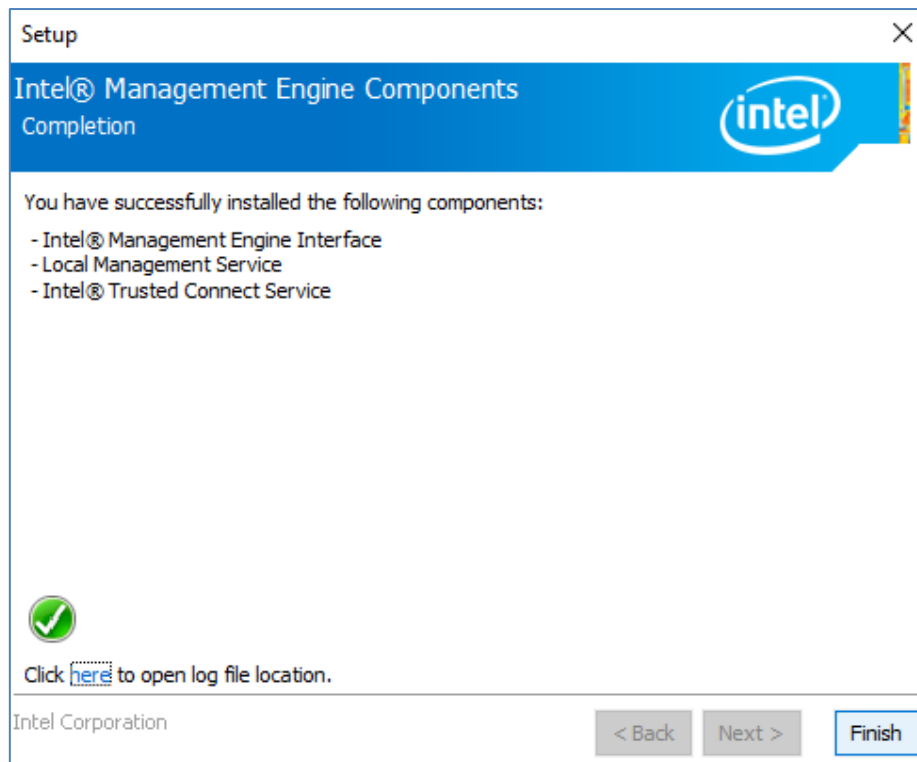 Setup
Intel® Management Engine Components
Completion
intel
You have successfully installed the following components:
- Intel® Management Engine Interface
- Local Management Service
- Intel® Trusted Connect Service
Click here to open log file location.
Intel Corporation
< Back Next > Finish